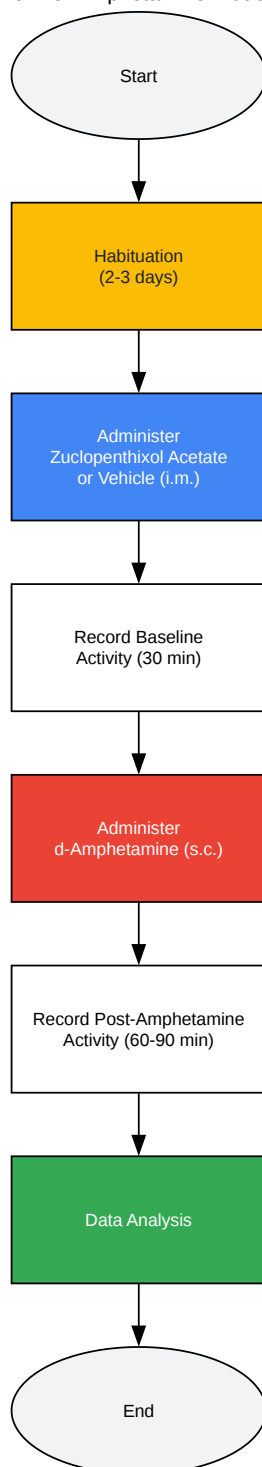 Start
Habituation
(2-3 days)
Administer
Zuclopenthixol Acetate
or Vehicle (i.m.)
Record Baseline
Activity (30 min)
Administer
d-Amphetamine (s.c.)
Record Post-Amphetamine
Activity (60-90 min)
Data Analysis
End